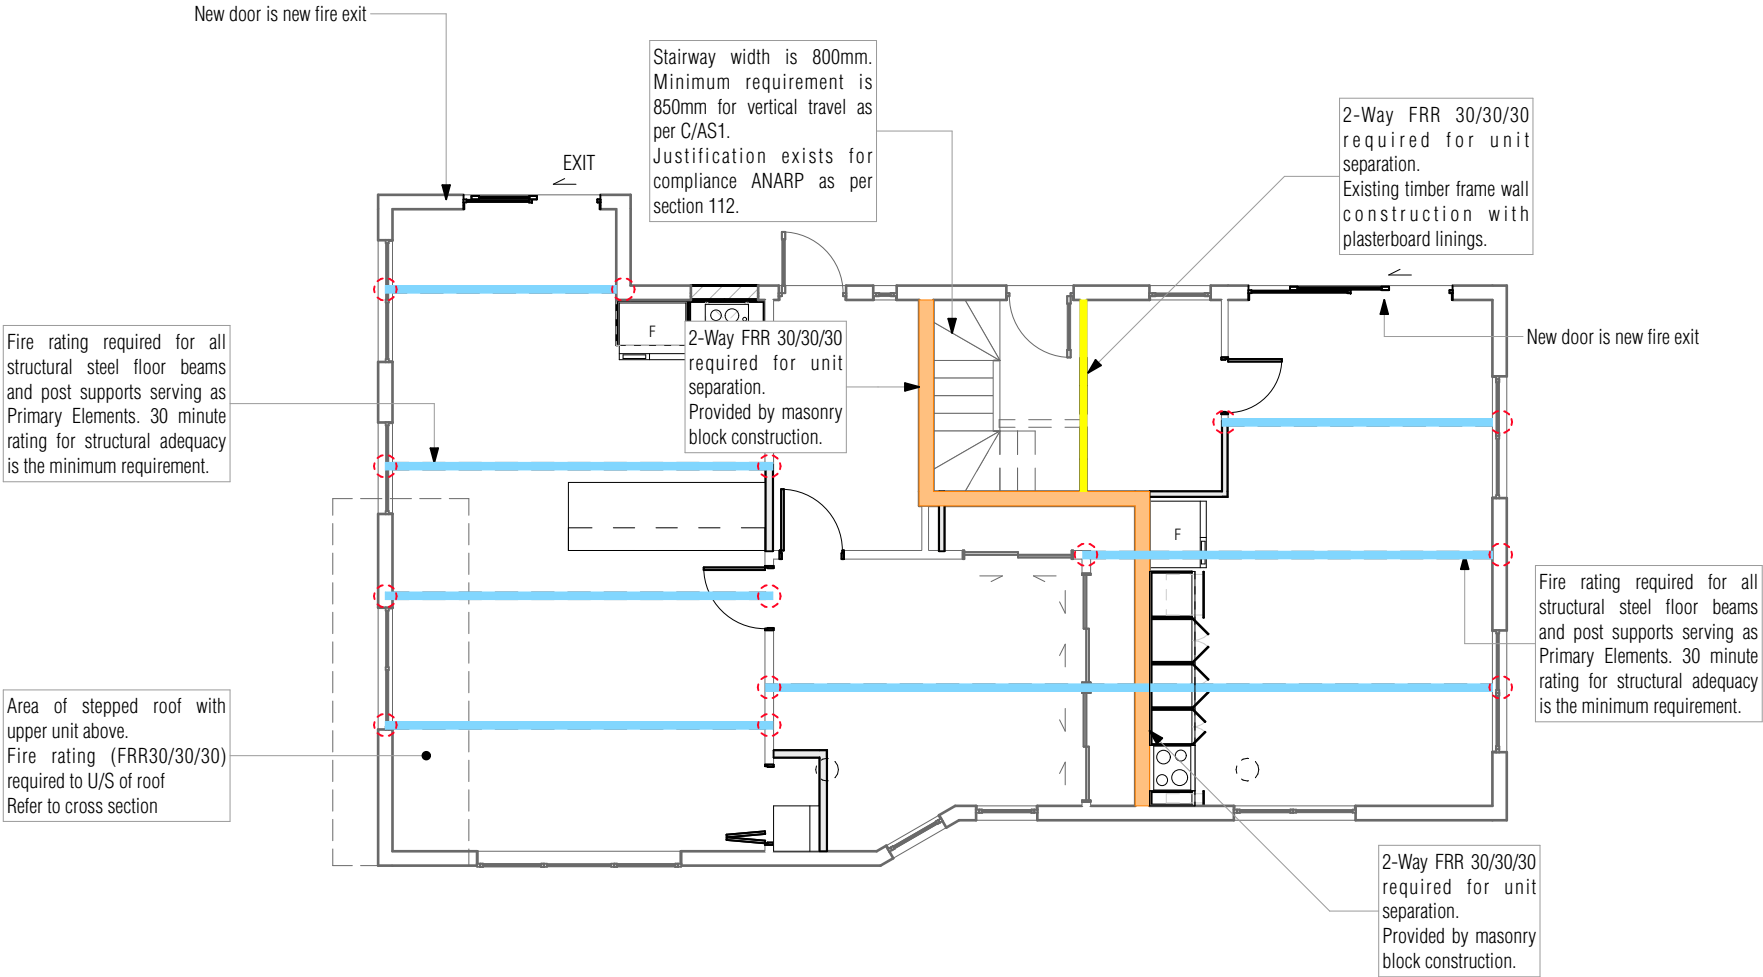 New door is new fire exit
Stairway width is 800mm.
Minimum requirement is
850mm for vertical travel as
per C/AS1.
Justification exists for
compliance ANARP as per
section 112.
2-Way FRR 30/30/30
required for unit
separation.
Existing timber frame wall
construction with
plasterboard linings.
EXIT
Fire rating required for all
structural steel floor beams
and post supports serving as
Primary Elements. 30 minute
rating for structural adequacy
is the minimum requirement.
F
2-Way FRR 30/30/30
required for unit
separation.
Provided by masonry
block construction.
New door is new fire exit
F
Fire rating required for all
structural steel floor beams
and post supports serving as
Primary Elements. 30 minute
rating for structural adequacy
is the minimum requirement.
Area of stepped roof with
upper unit above.
Fire rating (FRR30/30/30)
required to U/S of roof
Refer to cross section
2-Way FRR 30/30/30
required for unit
separation.
Provided by masonry
block construction.